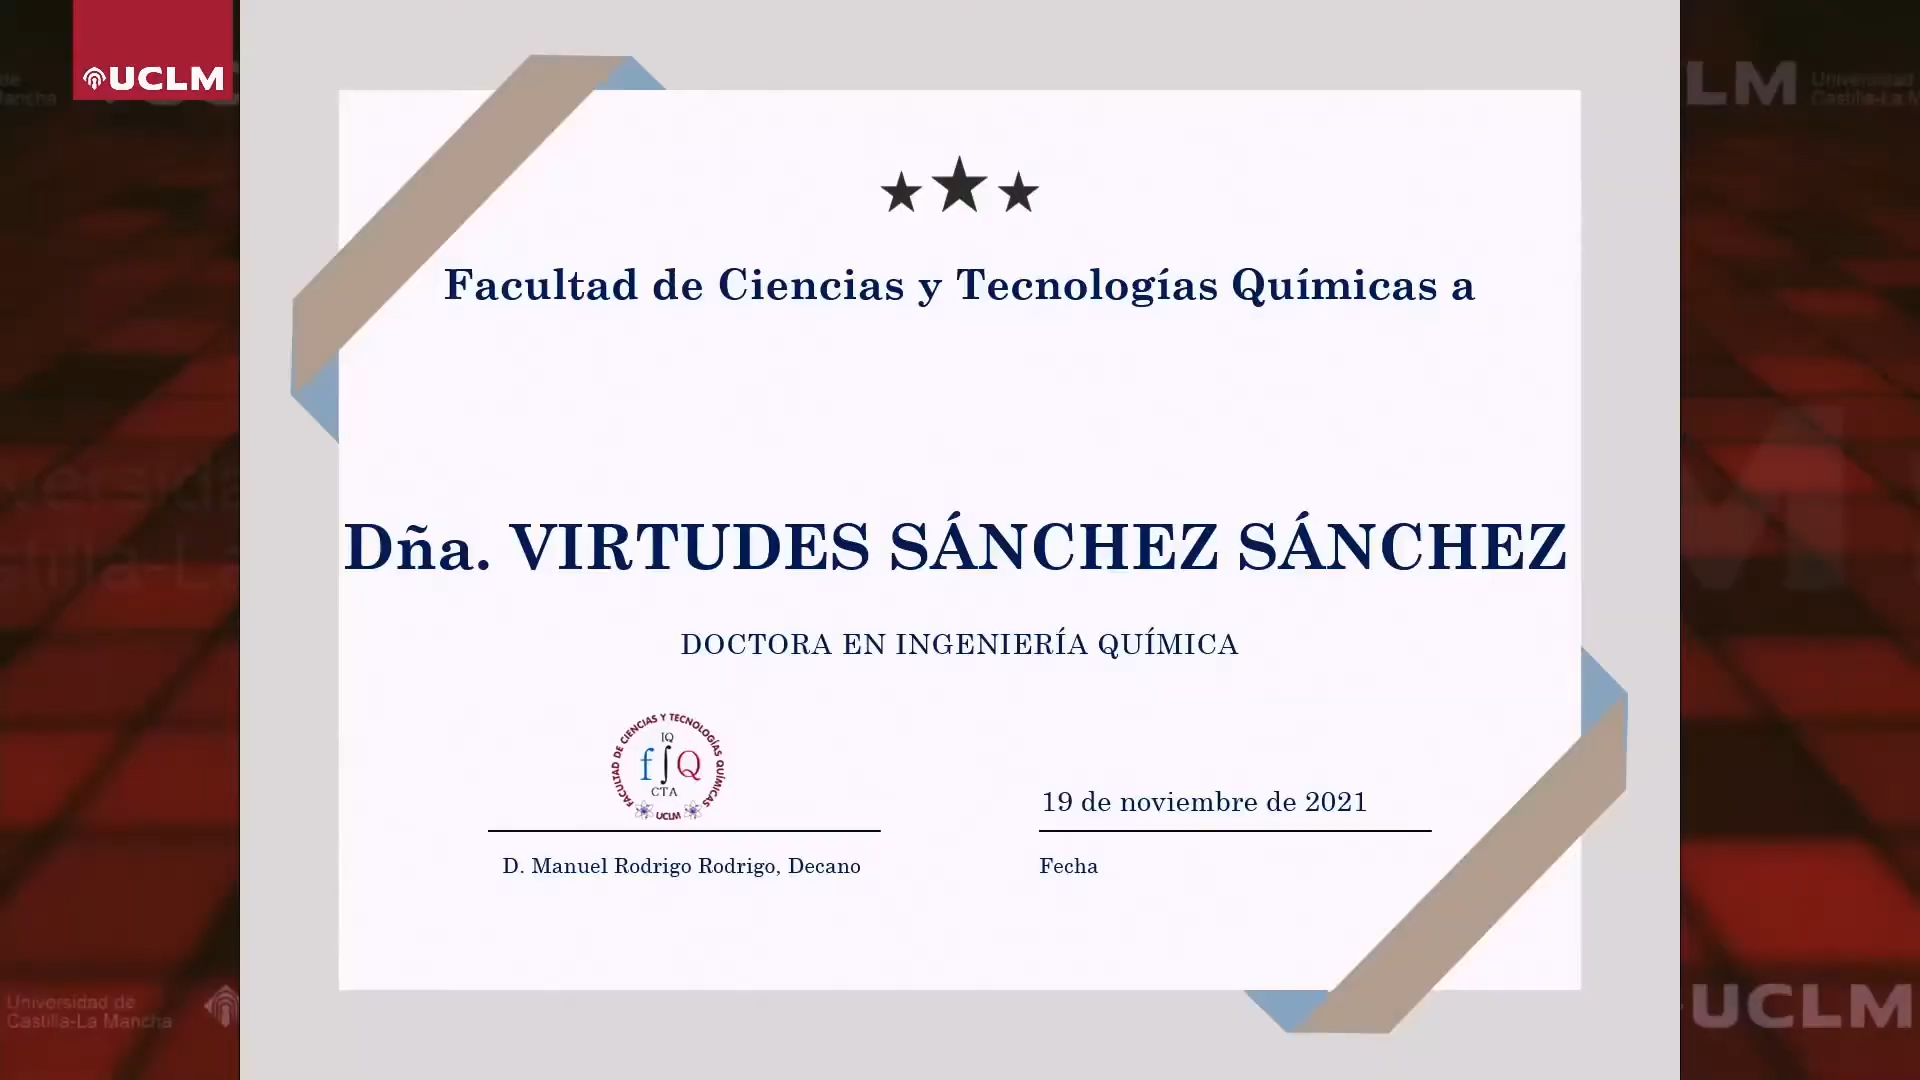 UCLM
Facultad de Ciencias y Tecnologías Químicas a
Dña. VIRTUDES SÁNCHEZ SÁNCHEZ
DOCTORA EN INGENIERÍA QUÍMICA
FACULTAD DE CIENCIAS Y TECNOLOGÍAS QUÍMICAS
IQ
f∫Q
CTA
UCLM
19 de noviembre de 2021
D. Manuel Rodrigo Rodrigo, Decano
Fecha
Universidad de
Castilla-La Mancha
UCLM